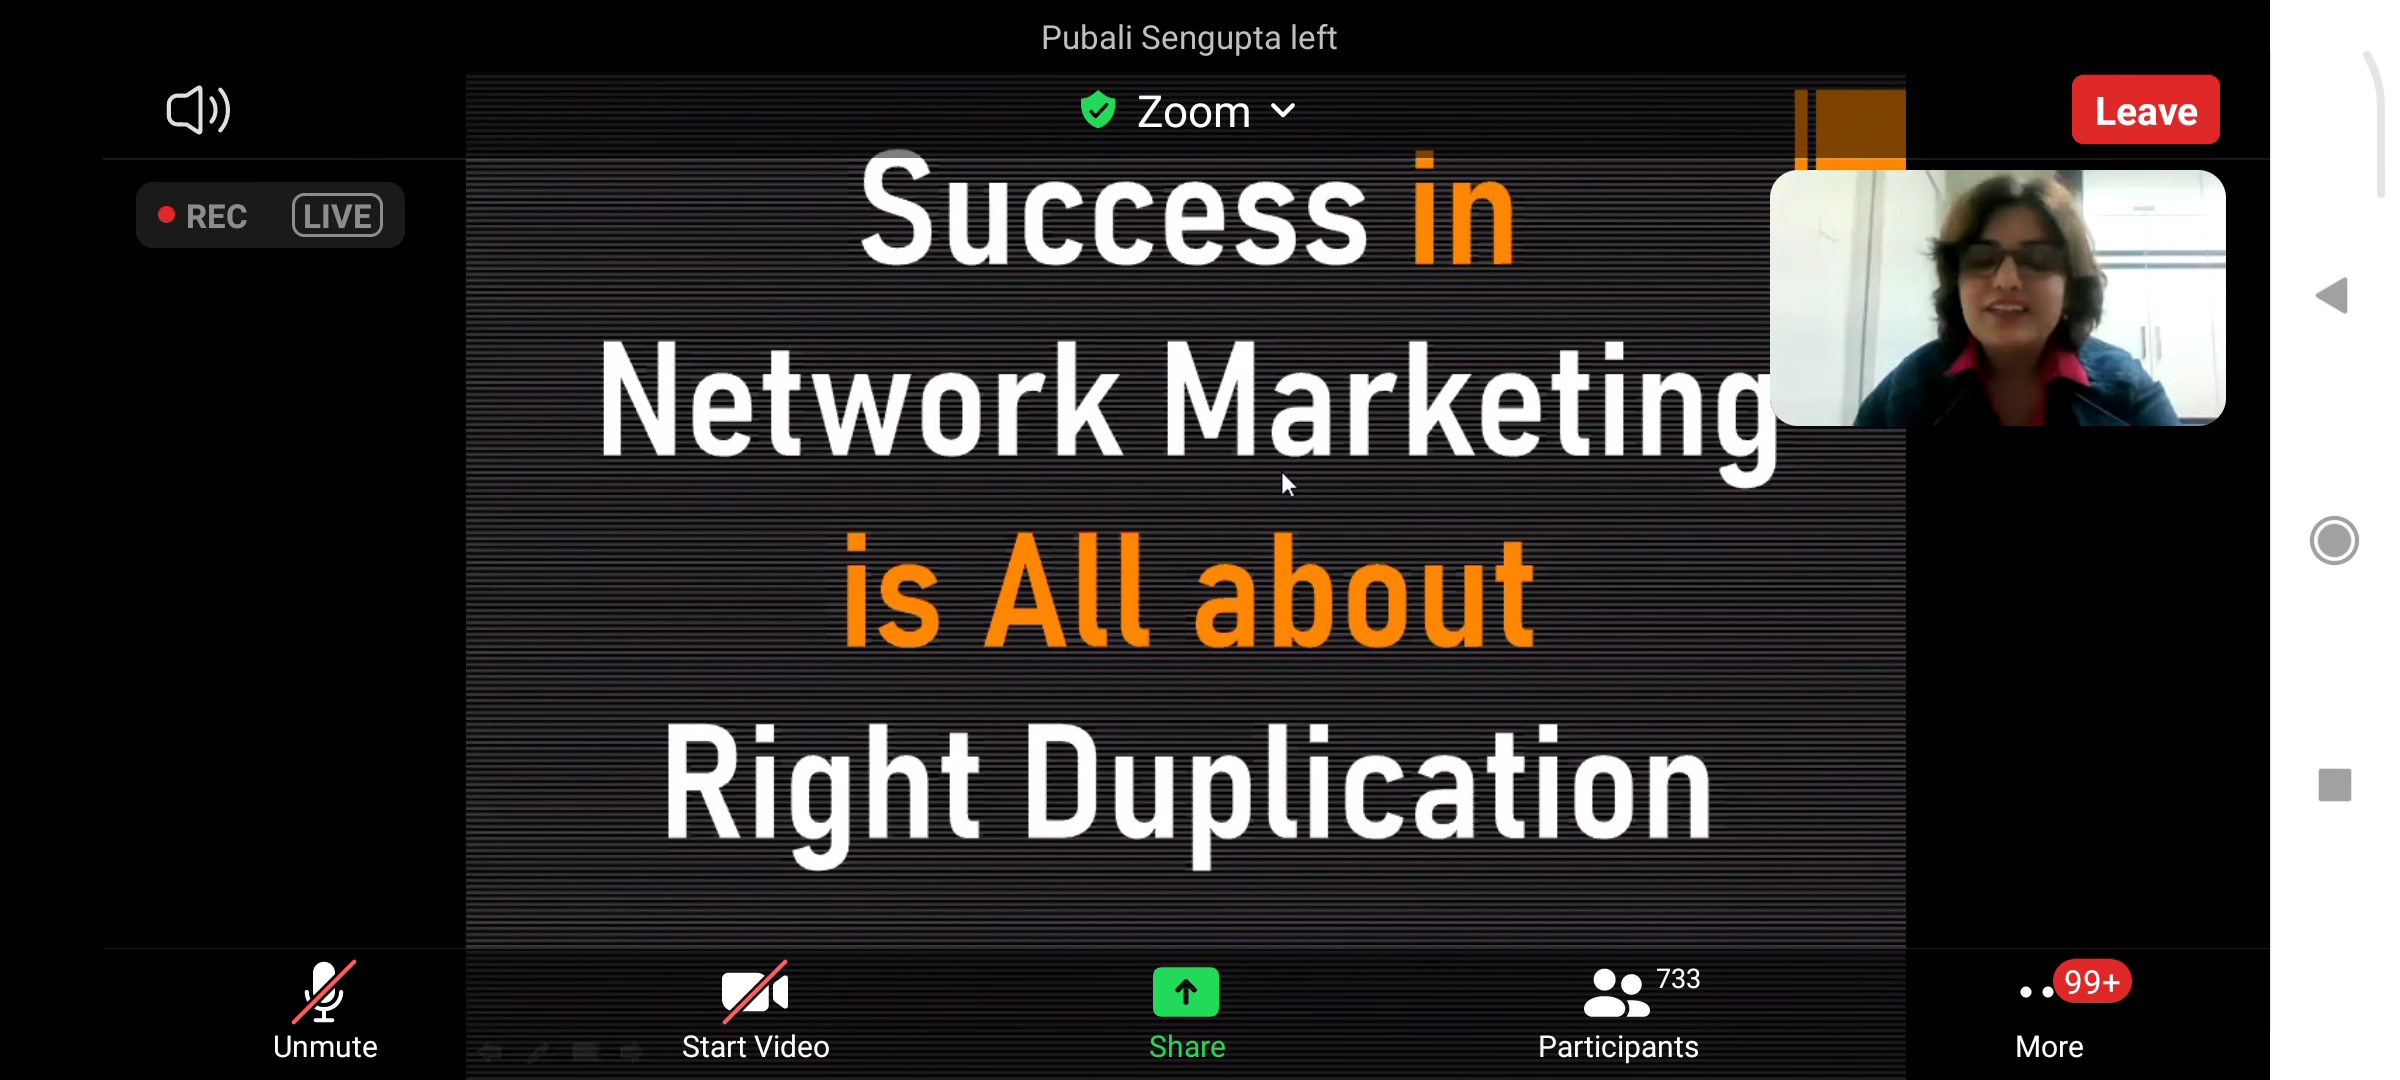 Pubali Sengupta left
Zoom
Leave
REC LIVE
Success in
Network Marketing
is All about
Right Duplication
733
99+
Unmute
Start Video
Share
Participants
More